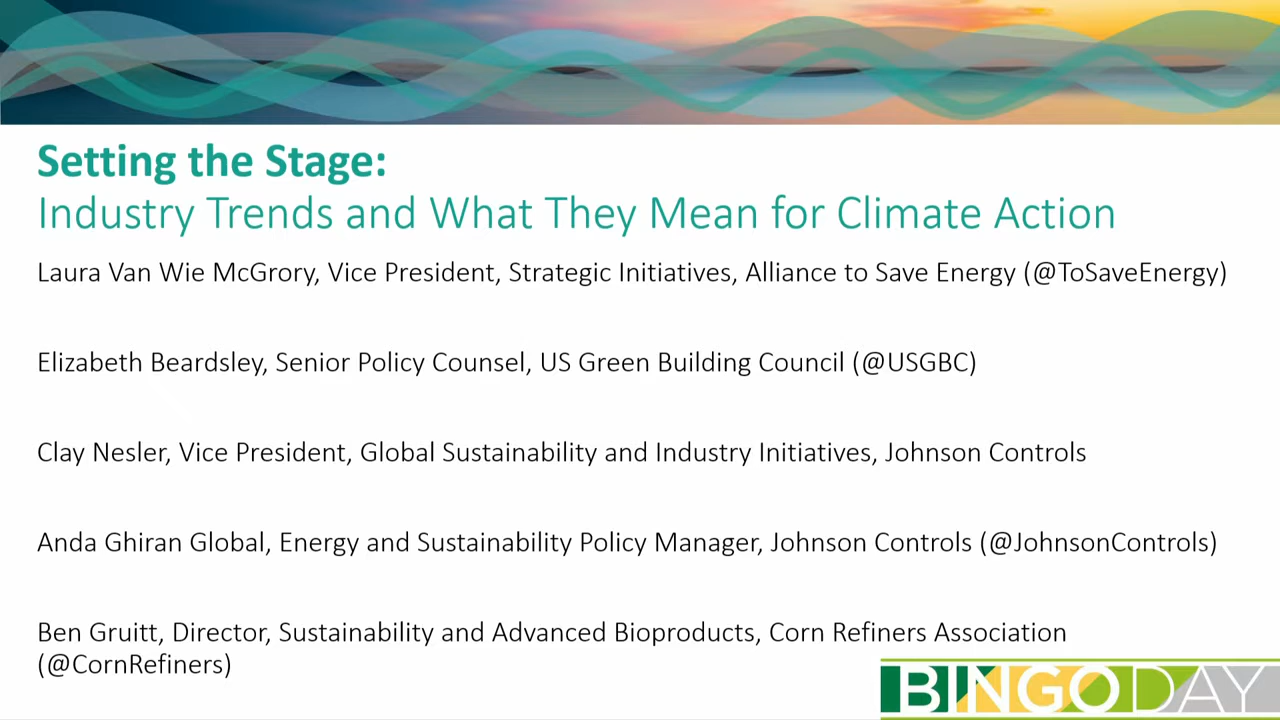 Setting the Stage:
Industry Trends and What They Mean for Climate Action
Laura Van Wie McGrory, Vice President, Strategic Initiatives, Alliance to Save Energy (@ToSaveEnergy)
Elizabeth Beardsley, Senior Policy Counsel, US Green Building Council (@USGBC)
Clay Nesler, Vice President, Global Sustainability and Industry Initiatives, Johnson Controls
Anda Ghiran Global, Energy and Sustainability Policy Manager, Johnson Controls (@JohnsonControls)
Ben Gruitt, Director, Sustainability and Advanced Bioproducts, Corn Refiners Association
(@CornRefiners)
BINGODAY